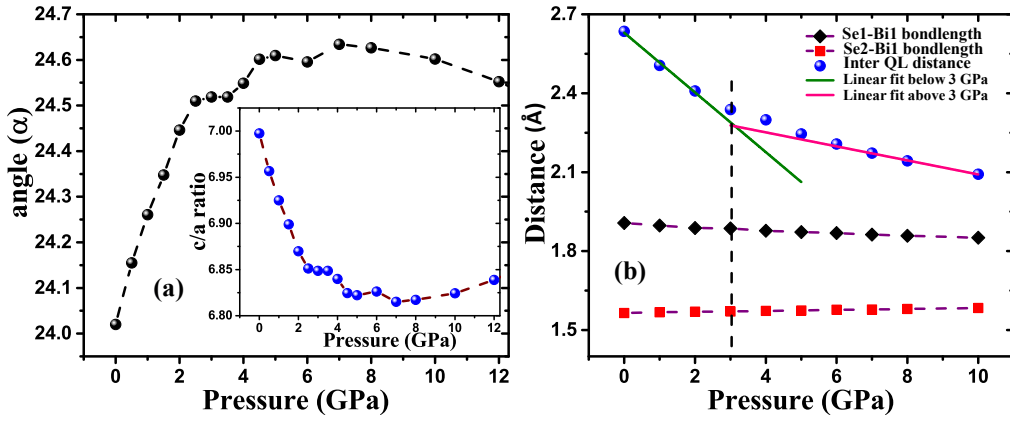 24.7
24.6
24.5
24.4
24.3
24.2
24.1
24.0
angle (α)
0 2 4 6 8 10 12
Pressure (GPa)
(a)
7.00
6.95
6.90
6.85
6.80
c/a ratio
0 2 4 6 8 10 12
Pressure (GPa)
2.7
2.4
2.1
1.8
1.5
Distance (Å)
Se1-Bi1 bondlength
Se2-Bi1 bondlength
Inter QL distance
Linear fit below 3 GPa
Linear fit above 3 GPa
(b)
0 2 4 6 8 10
Pressure (GPa)